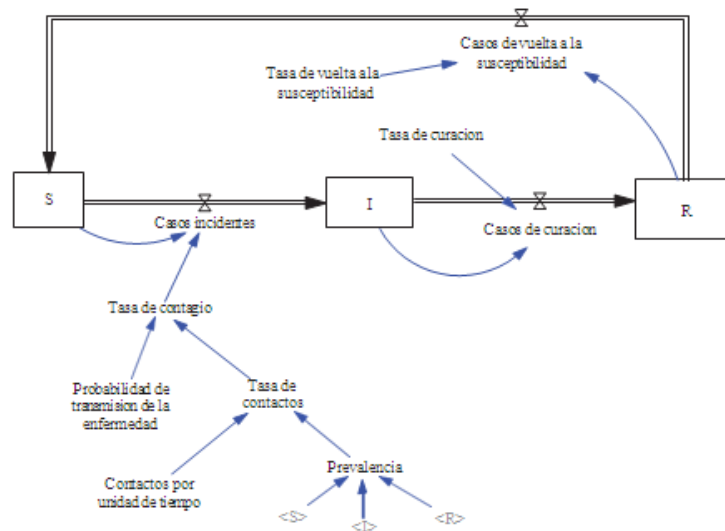 Casos de vuelta a la
susceptibilidad
Tasa de vuelta a la
susceptibilidad
Tasa de curacion
S
I
R
Casos incidentes
Casos de curacion
Tasa de contagio
Probabilidad de
transmision de la
enfermedad
Tasa de
contactos
Contactos por
unidad de tiempo
Prevalencia
<S>
<I>
<R>